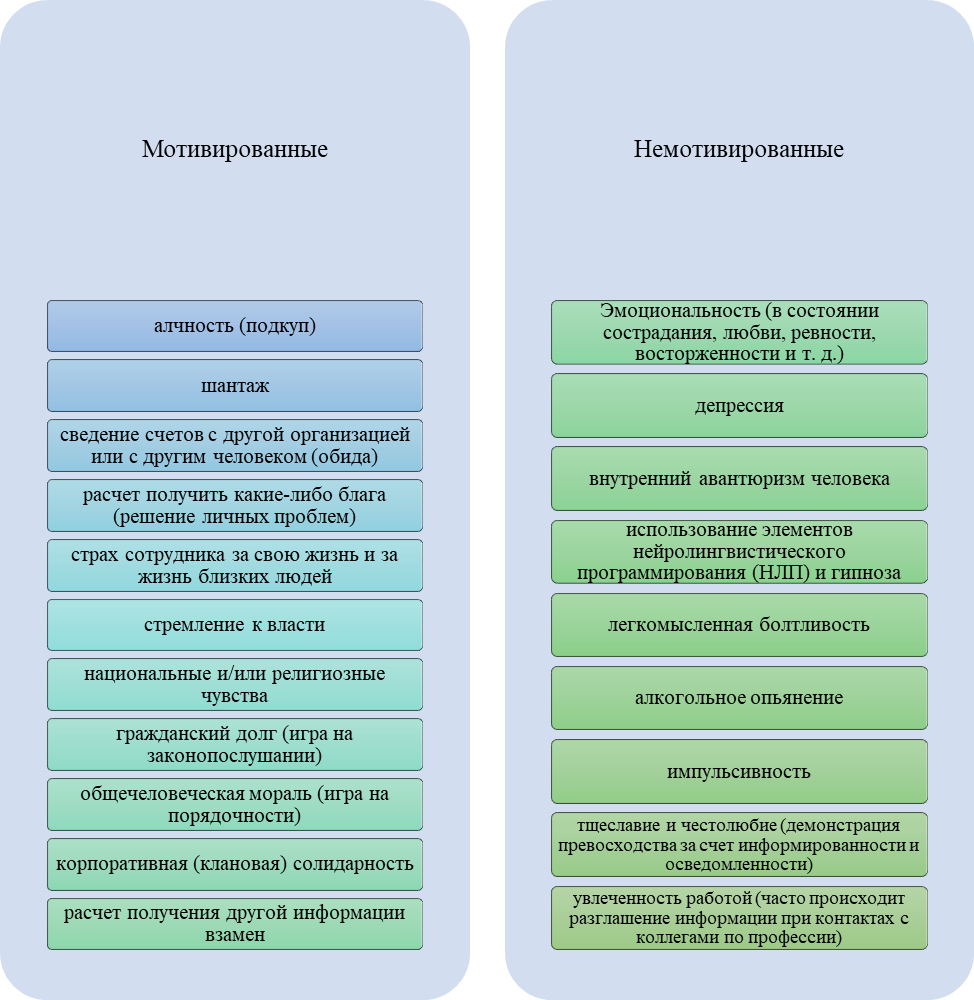 Мотивированные
алчность (подкуп)
шантаж
сведение счетов с другой организацией
или с другим человеком (обида)
расчет получить какие-либо блага
(решение личных проблем)
страх сотрудника за свою жизнь и за
жизнь близких людей
стремление к власти
национальные и/или религиозные
чувства
гражданский долг (игра на
законопослушании)
общечеловеческая мораль (игра на
порядочности)
корпоративная (клановая) солидарность
расчет получения другой информации
взамен
Немотивированные
Эмоциональность (в состоянии
сострадания, любви, ревности,
восторженности и т. д.)
депрессия
внутренний авантюризм человека
использование элементов
нейролингвистического
программирования (НЛП) и гипноза
легкомысленная болтливость
алкогольное опьянение
импульсивность
тщеславие и честолюбие (демонстрация
превосходства за счет информированности и
осведомленности)
увлеченность работой (часто происходит
разглашение информации при контактах с
коллегами по профессии)